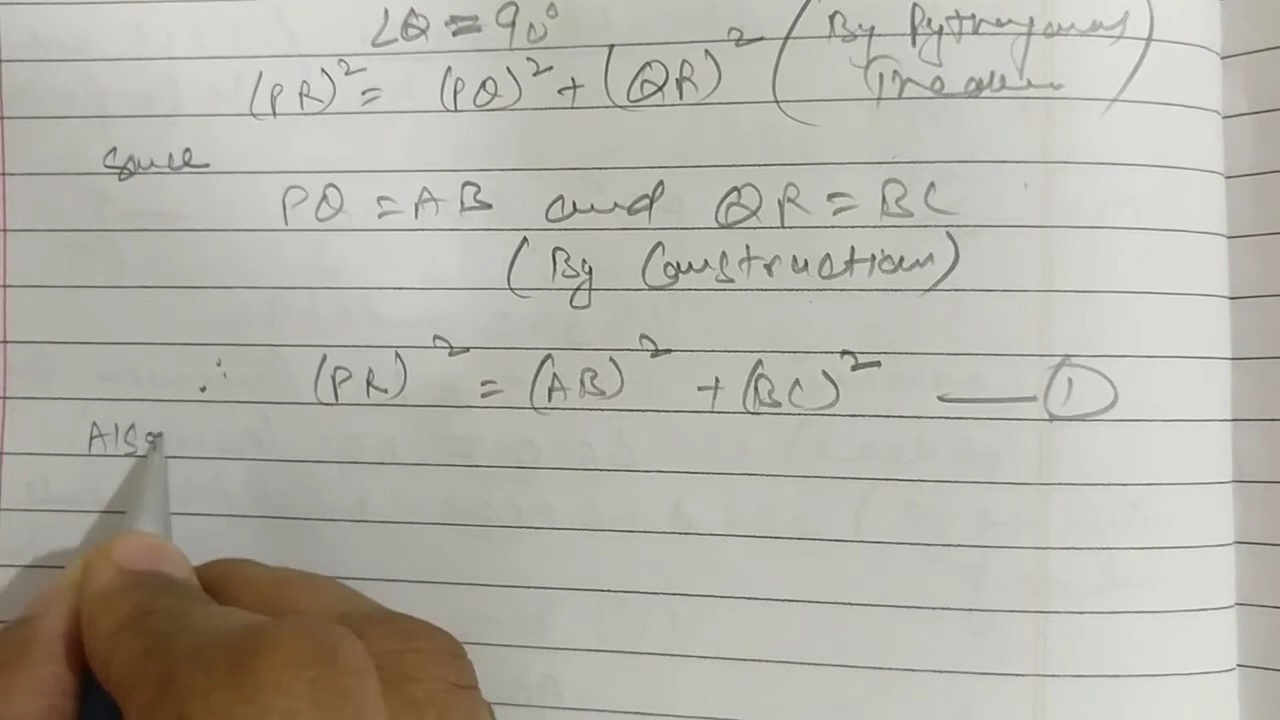 ∠Q = 90°
(PR)² = (PQ)² + (QR)² (By Pythagoras
Theorem)
Since
PQ = AB and QR = BC
(By Construction)
∴ (PR)² = (AB)² + (BC)² — ①
Also